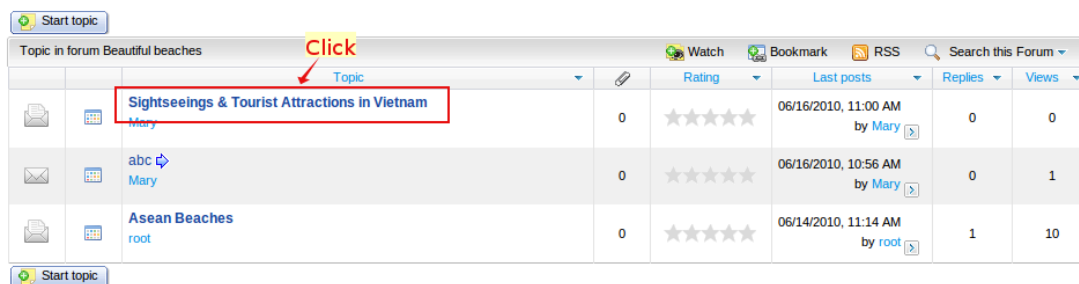 Start topic
Topic in forum Beautiful beaches
Click
Watch
Bookmark
RSS
Search this Forum
Topic
Rating
Last posts
Replies
Views
Sightseeings & Tourist Attractions in Vietnam
Mary
0
06/16/2010, 11:00 AM
by Mary
0
0
abc
Mary
0
06/16/2010, 10:56 AM
by Mary
0
1
Asean Beaches
root
0
06/14/2010, 11:14 AM
by root
1
10
Start topic